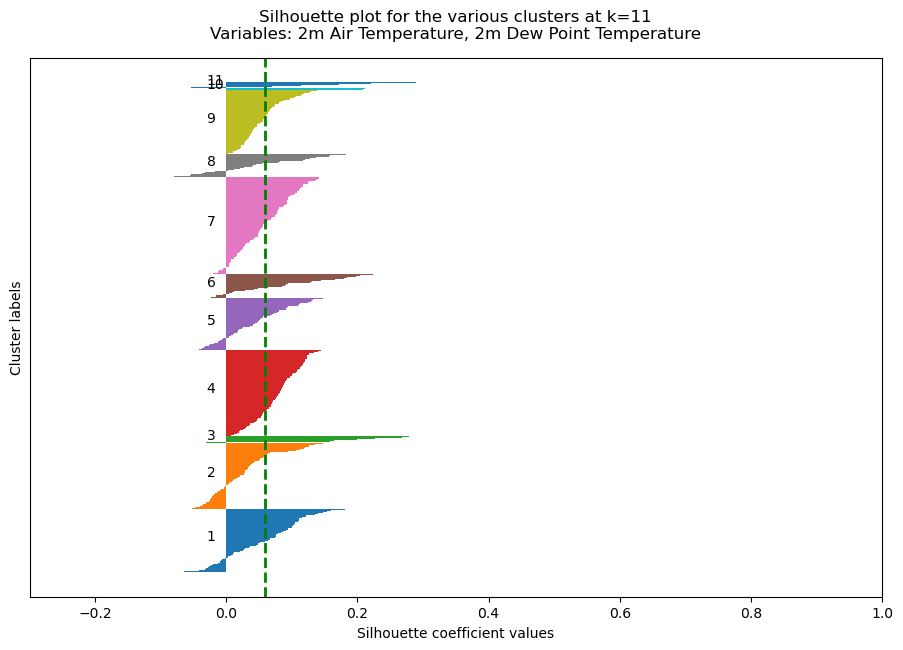 Silhouette plot for the various clusters at k=11
Variables: 2m Air Temperature, 2m Dew Point Temperature
Cluster labels
11
10
9
8
7
6
5
4
3
2
1
−0.2 0.0 0.2 0.4 0.6 0.8 1.0
Silhouette coefficient values